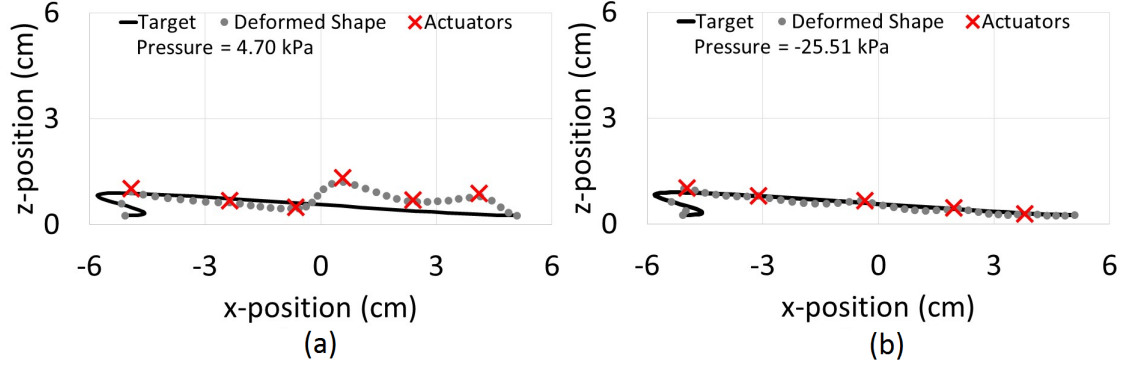 Target Deformed Shape Actuators
Pressure = 4.70 kPa
6
3
0
z-position (cm)
-6 -3 0 3 6
x-position (cm)
(a)
Target Deformed Shape Actuators
Pressure = -25.51 kPa
6
3
0
z-position (cm)
-6 -3 0 3 6
x-position (cm)
(b)